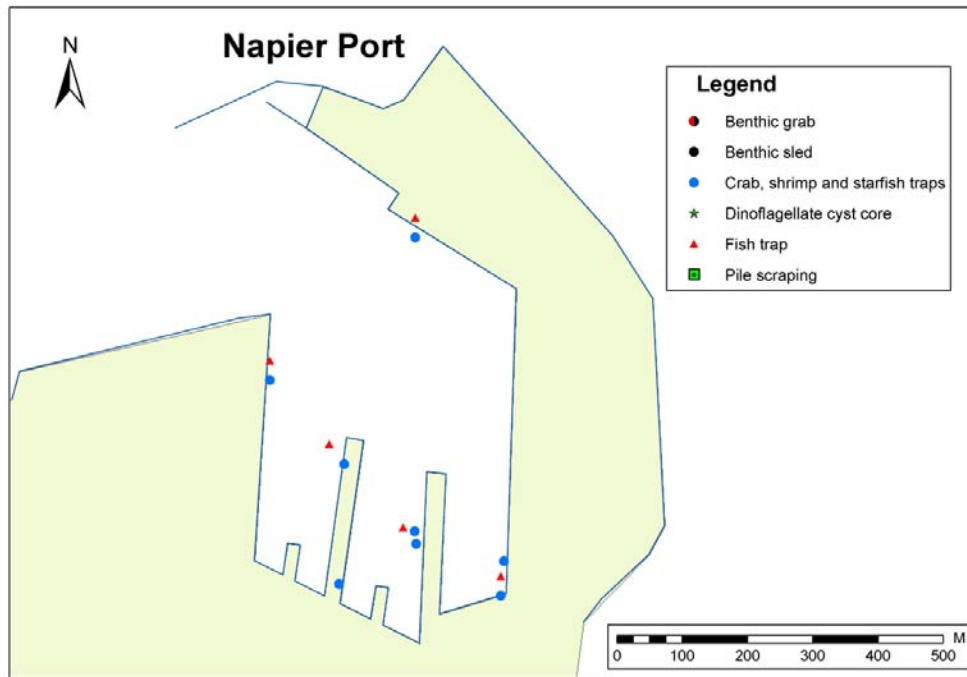 Napier Port
N
Legend
Benthic grab
Benthic sled
Crab, shrimp and starfish traps
Dinoflagellate cyst core
Fish trap
Pile scraping
M
0 100 200 300 400 500